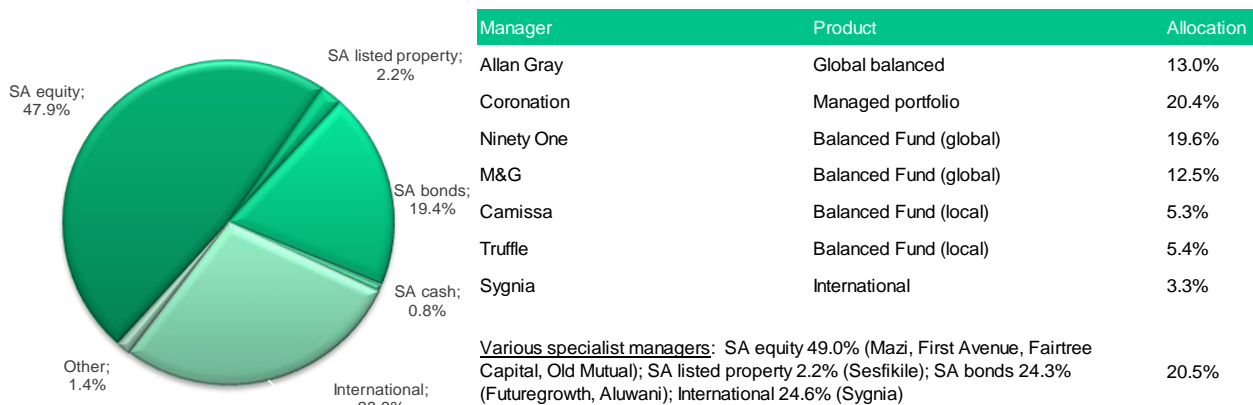 SA listed property;
2.2%
SA equity;
47.9%
SA bonds;
19.4%
SA cash;
0.8%
Other;
1.4%
International;
Manager Product Allocation
Allan Gray Global balanced 13.0%
Coronation Managed portfolio 20.4%
Ninety One Balanced Fund (global) 19.6%
M&G Balanced Fund (global) 12.5%
Camissa Balanced Fund (local) 5.3%
Truffle Balanced Fund (local) 5.4%
Sygnia International 3.3%
Various specialist managers: SA equity 49.0% (Mazi, First Avenue, Fairtree
Capital, Old Mutual); SA listed property 2.2% (Sesfikile); SA bonds 24.3% 20.5%
(Futuregrowth, Aluwani); International 24.6% (Sygnia)